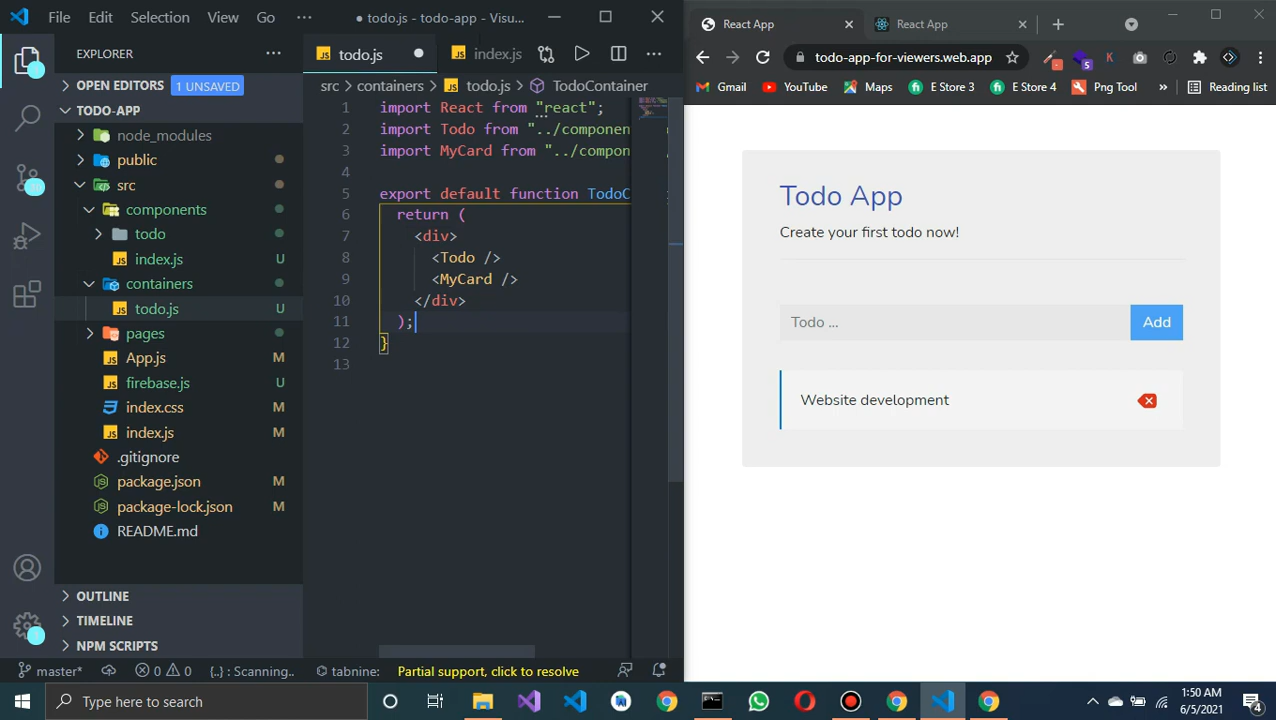 File Edit Selection View Go ··· ● todo.js - todo-app - Visu...
EXPLORER ···
OPEN EDITORS 1 UNSAVED
TODO-APP
node_modules
public
src
components
todo
index.js U
containers
todo.js U
pages
App.js M
firebase.js U
index.css M
index.js M
.gitignore
package.json M
package-lock.json M
README.md
OUTLINE
TIMELINE
NPM SCRIPTS
todo.js ● index.js ···
src > containers > todo.js > TodoContainer
1 import React from "react";
2 import Todo from "../componen
3 import MyCard from "../compon
4
5 export default function TodoC
6 return (
7 <div>
8 <Todo />
9 <MyCard />
10 </div>
11 );
12 }
13
master* 0 0 {..} : Scanning... tabnine: Partial support, click to resolve
React App React App
todo-app-for-viewers.web.app
Gmail YouTube Maps E Store 3 E Store 4 Png Tool » Reading list
Todo App
Create your first todo now!
Todo ... Add
Website development
Type here to search
1:50 AM
6/5/2021
4